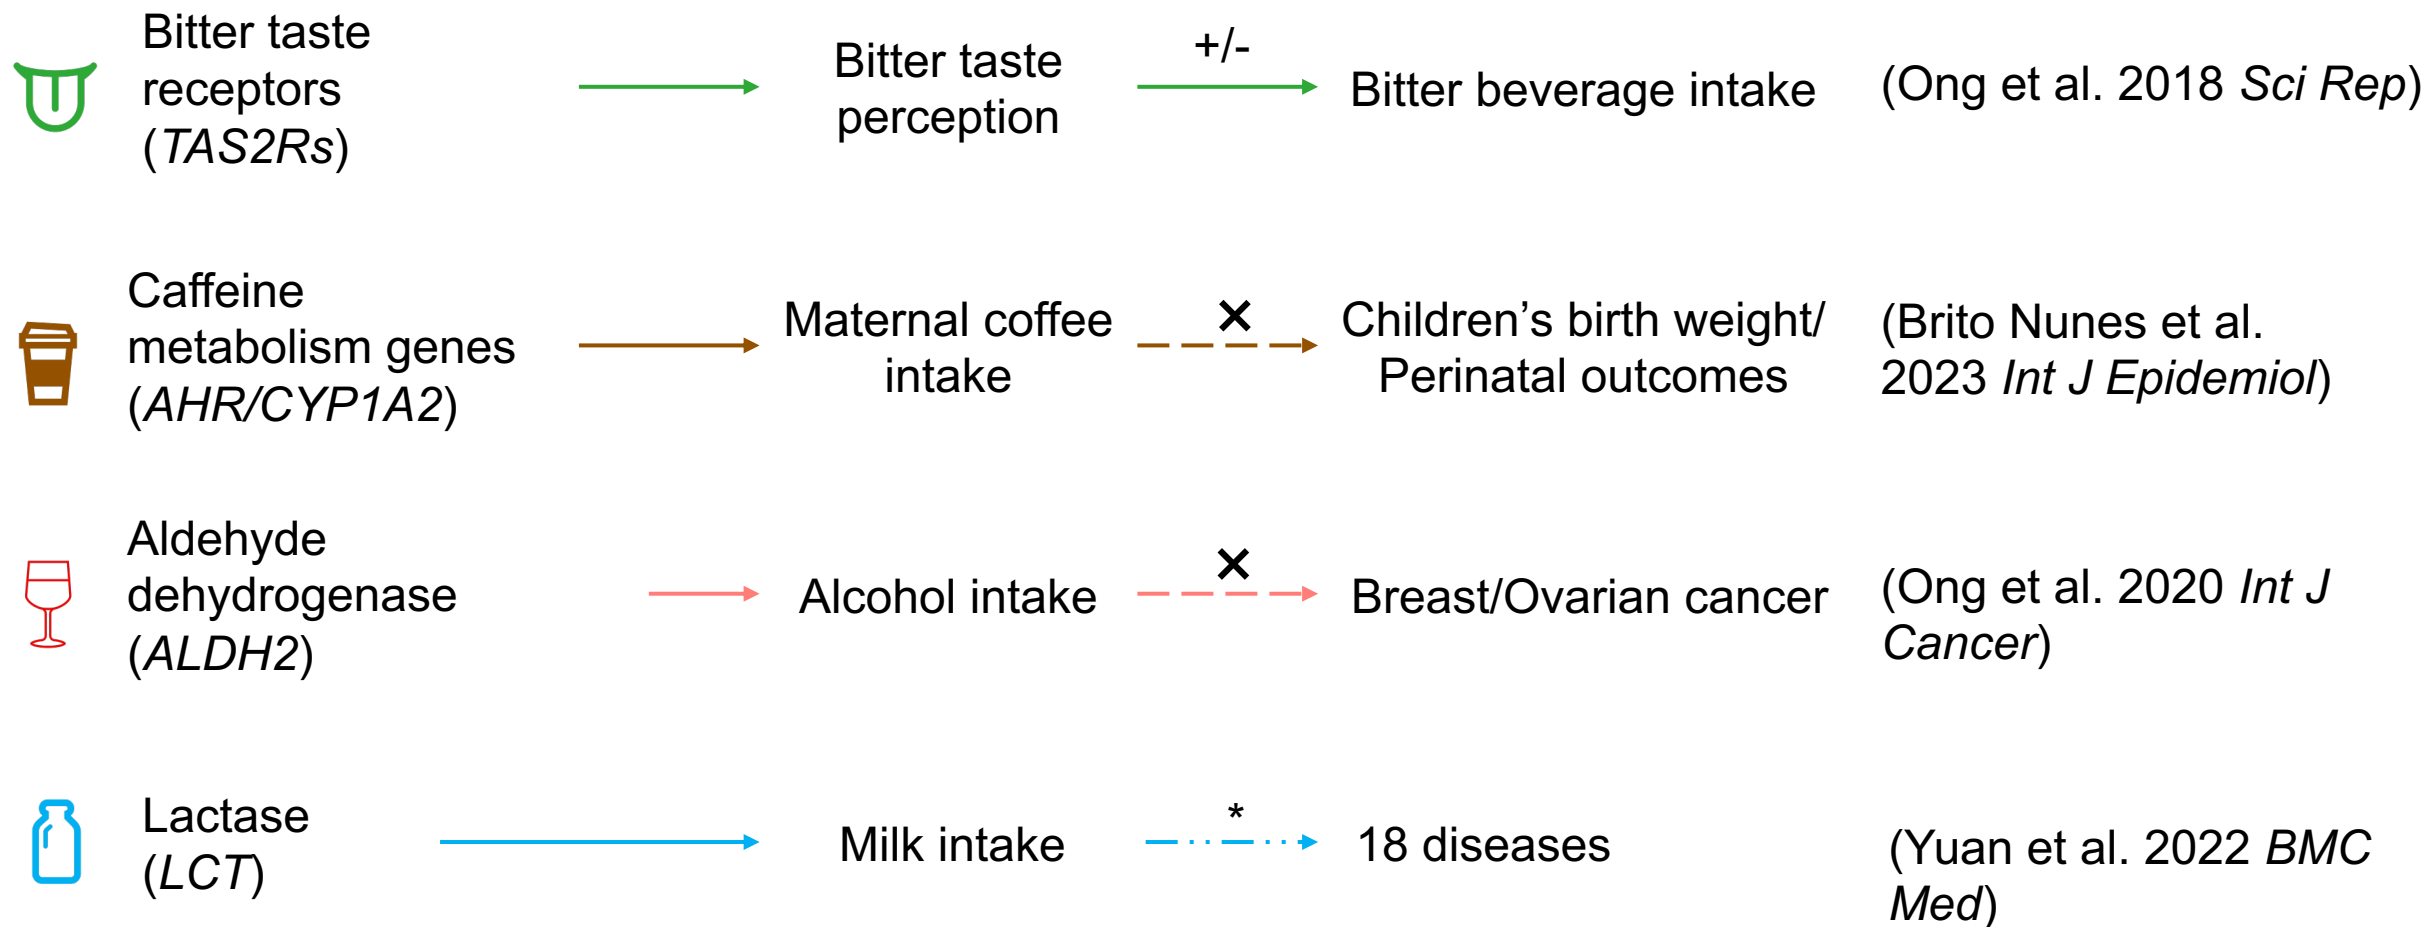 Bitter taste
receptors
(TAS2Rs)
Bitter taste
perception
+/-
Bitter beverage intake
(Ong et al. 2018 Sci Rep)
Caffeine
metabolism genes
(AHR/CYP1A2)
Maternal coffee
intake
×
Children’s birth weight/
Perinatal outcomes
(Brito Nunes et al.
2023 Int J Epidemiol)
Aldehyde
dehydrogenase
(ALDH2)
Alcohol intake
×
Breast/Ovarian cancer
(Ong et al. 2020 Int J
Cancer)
Lactase
(LCT)
Milk intake
*
18 diseases
(Yuan et al. 2022 BMC
Med)